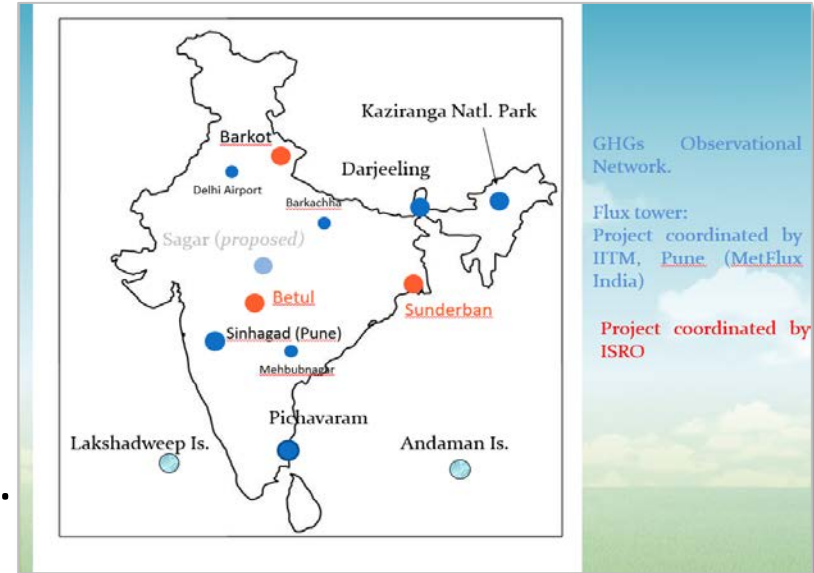 Kaziranga Natl. Park
Barkot
Darjeeling
Delhi Airport
Barkachha
Sagar (proposed)
Betul
Sunderban
Sinhagad (Pune)
Mehbubnagar
Pichavaram
Lakshadweep Is.
Andaman Is.
GHGs Observational
Network.
Flux tower:
Project coordinated by
IITM, Pune (MetFlux
India)
Project coordinated by
ISRO